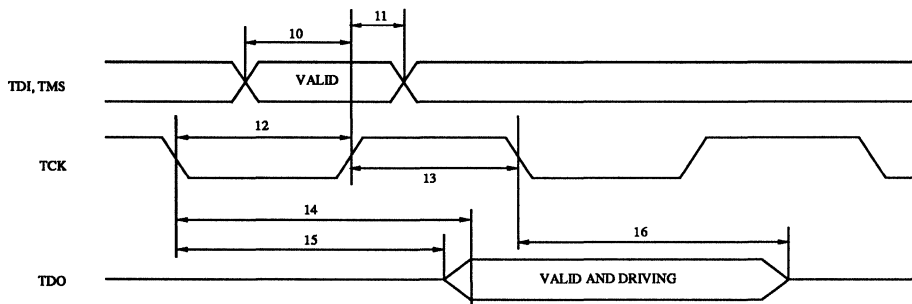 11
10
TDI, TMS
VALID
12
TCK
13
14
15
16
TDO
VALID AND DRIVING